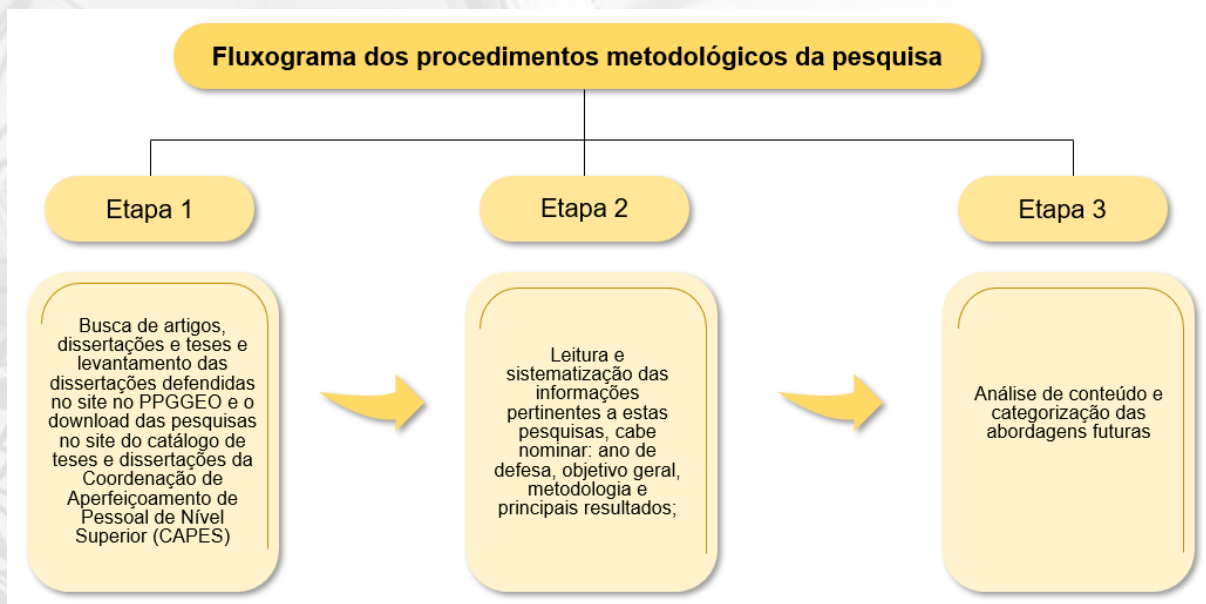 Fluxograma dos procedimentos metodológicos da pesquisa
Etapa 1
Etapa 2
Etapa 3
Busca de artigos,
dissertações e teses e
levantamento das
dissertações defendidas
no site no PPGGEO e o
download das pesquisas
no site do catálogo de
teses e dissertações da
Coordenação de
Aperfeiçoamento de
Pessoal de Nível
Superior (CAPES)
Leitura e
sistematização das
informações
pertinentes a estas
pesquisas, cabe
nominar: ano de
defesa, objetivo geral,
metodologia e
principais resultados;
Análise de conteúdo e
categorização das
abordagens futuras